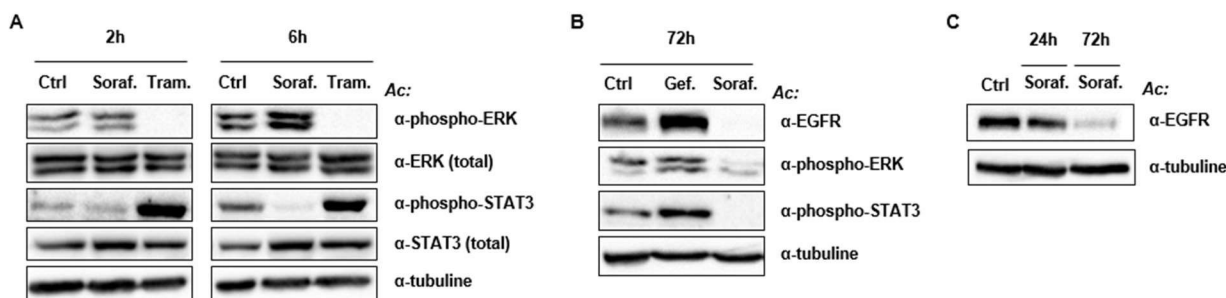 A
2h
6h
Ctrl Soraf. Tram.
Ctrl Soraf. Tram.
Ac:
α-phospho-ERK
α-ERK (total)
α-phospho-STAT3
α-STAT3 (total)
α-tubuline
B
72h
Ctrl Gef. Soraf.
Ac:
α-EGFR
α-phospho-ERK
α-phospho-STAT3
α-tubuline
C
24h 72h
Ctrl Soraf. Soraf.
Ac:
α-EGFR
α-tubuline